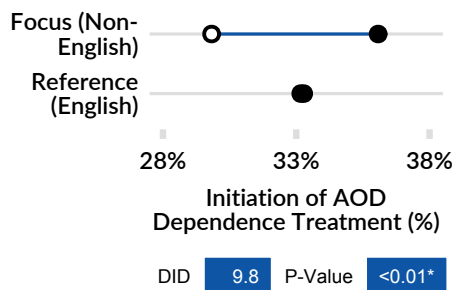 Focus (Non-
English)
Reference
(English)
28%
33%
38%
Initiation of AOD
Dependence Treatment (%)
DID 9.8 P-Value <0.01*